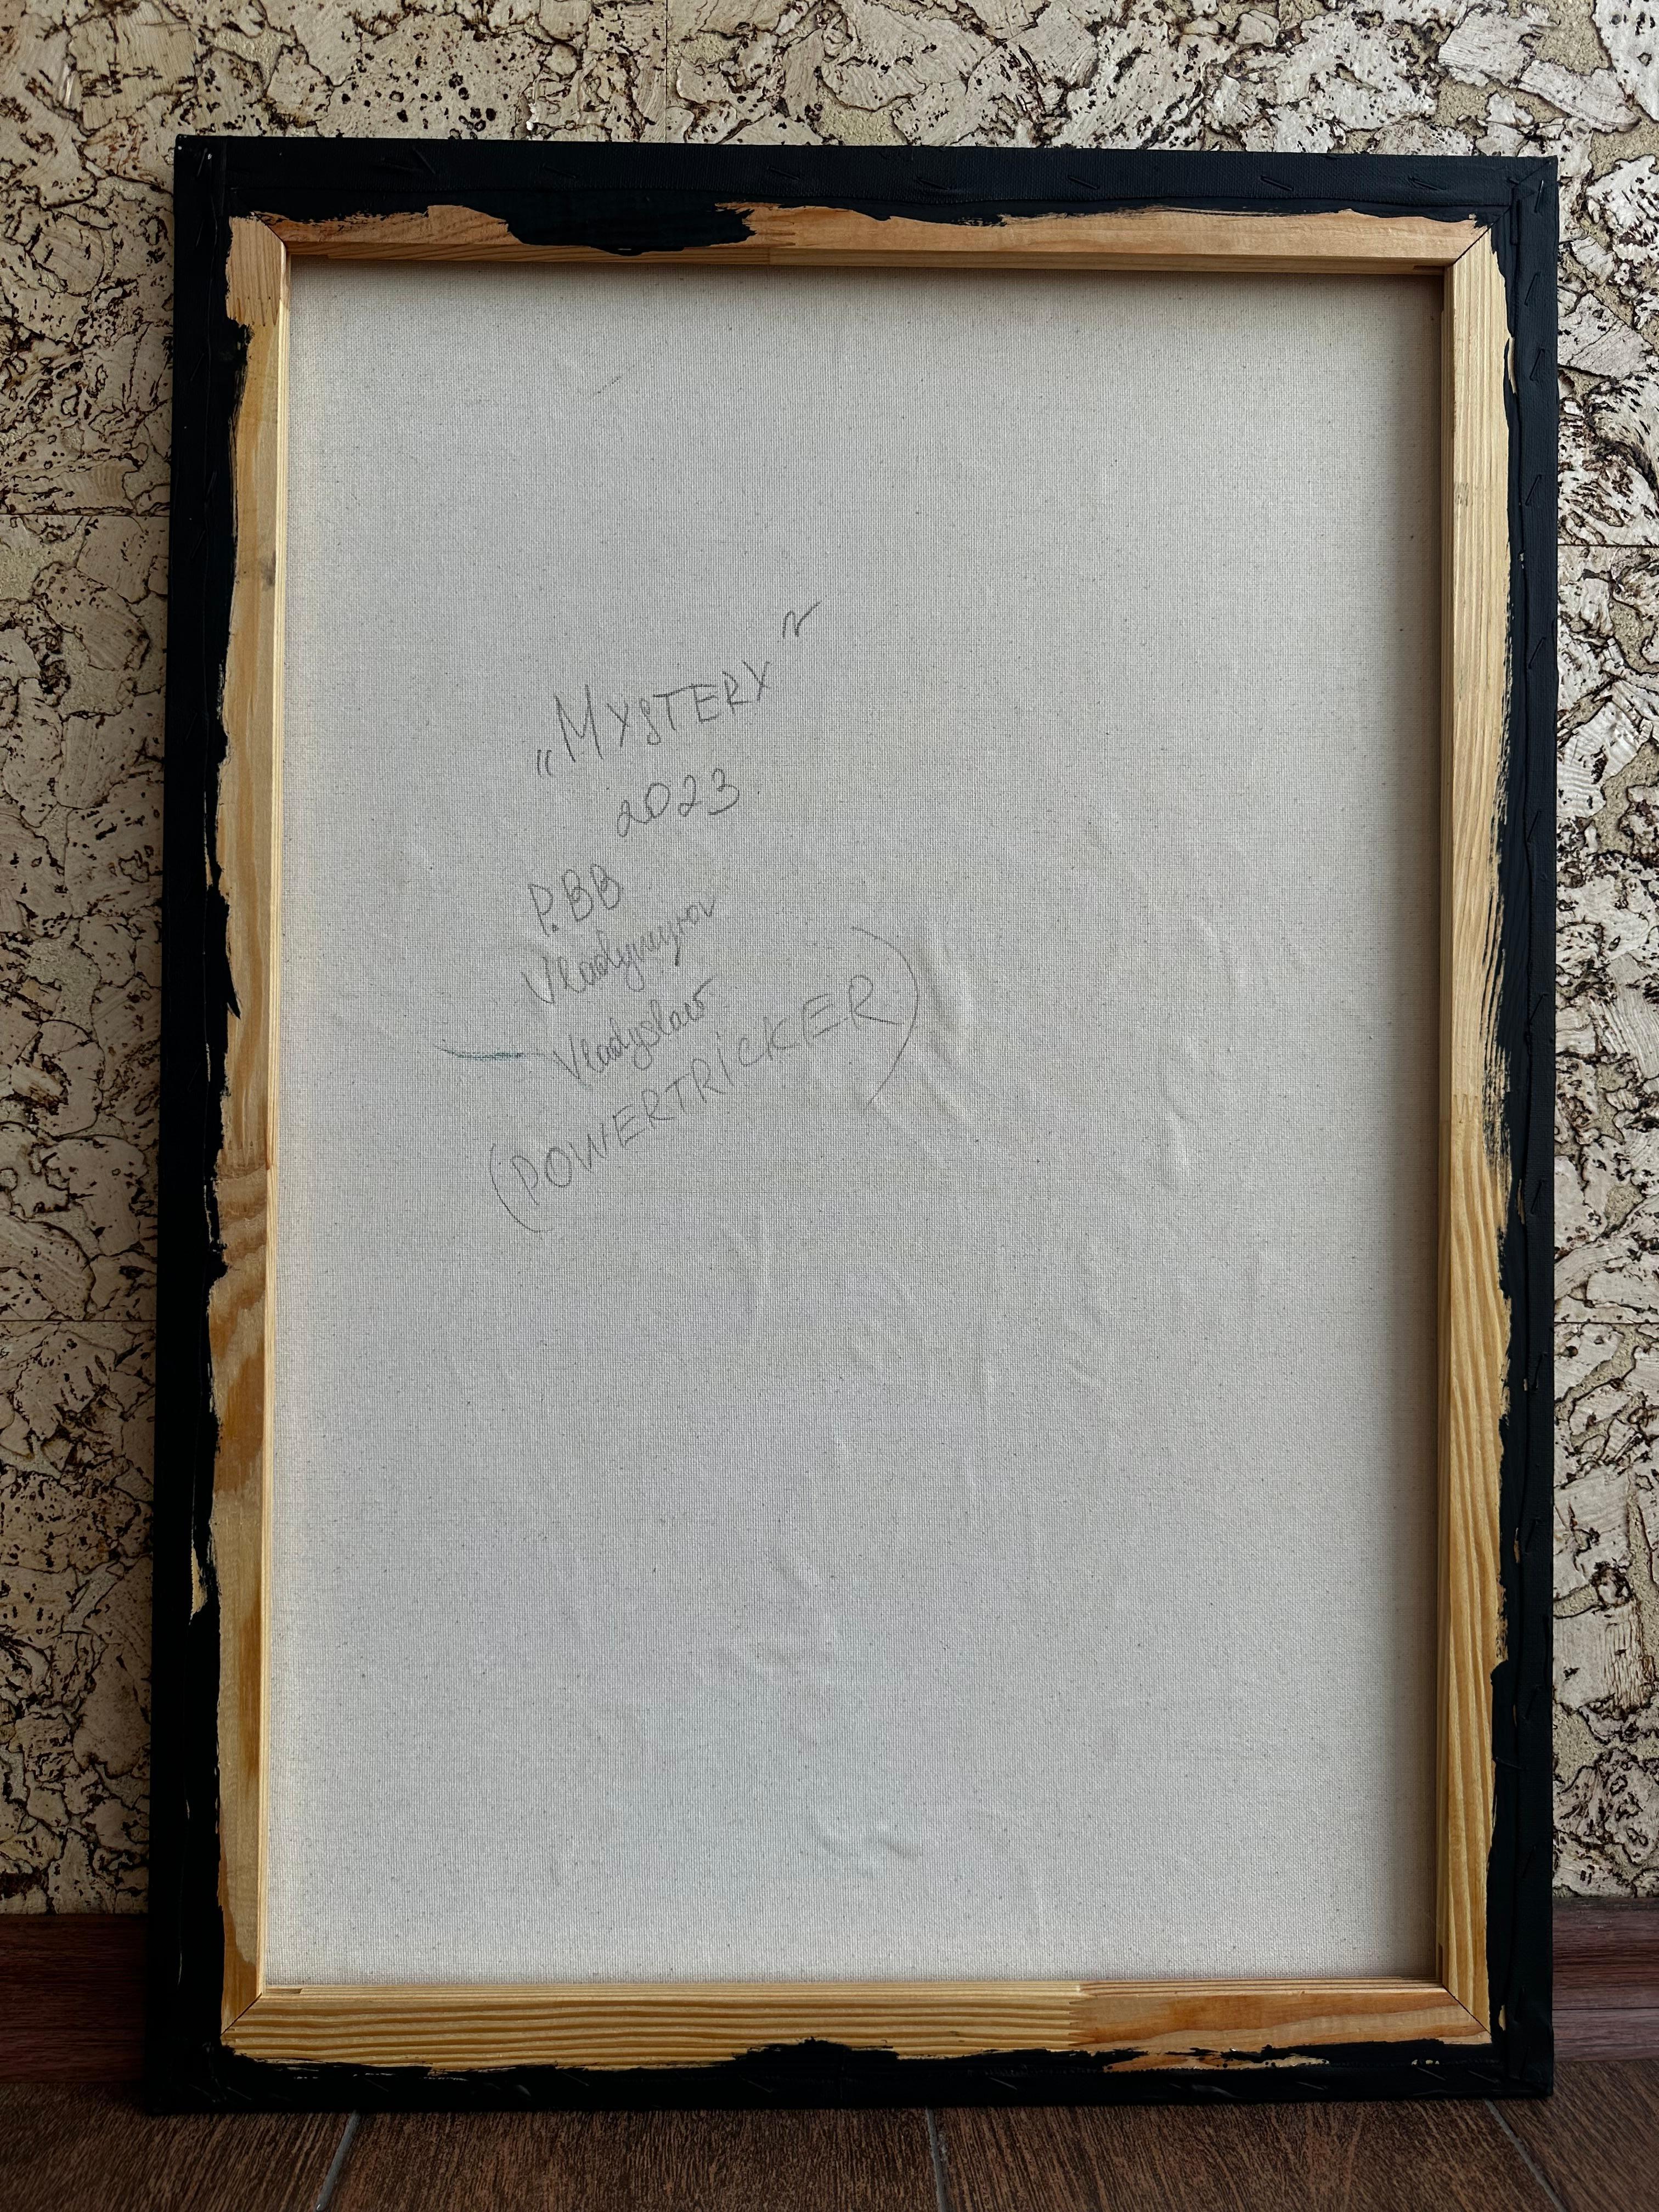 „MYSTERY"
2023
P.BB
Vladymyrov
Vladyslav
(POWERTRICKER)